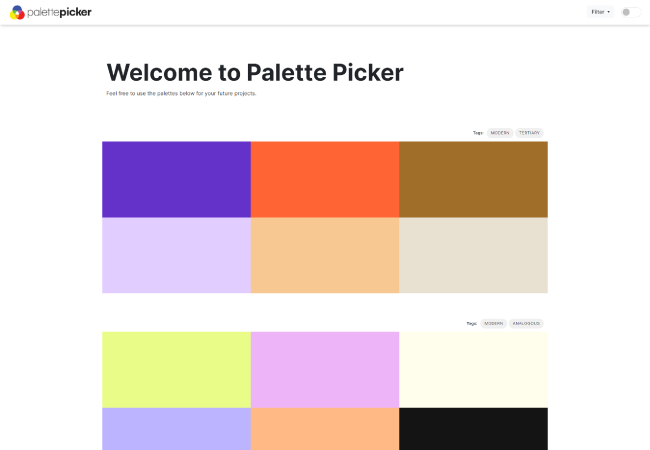 palettepicker
Filter
Welcome to Palette Picker
Feel free to use the palettes below for your future projects.
Tags: MODERN TERTIARY
Tags: MODERN ANALOGOUS